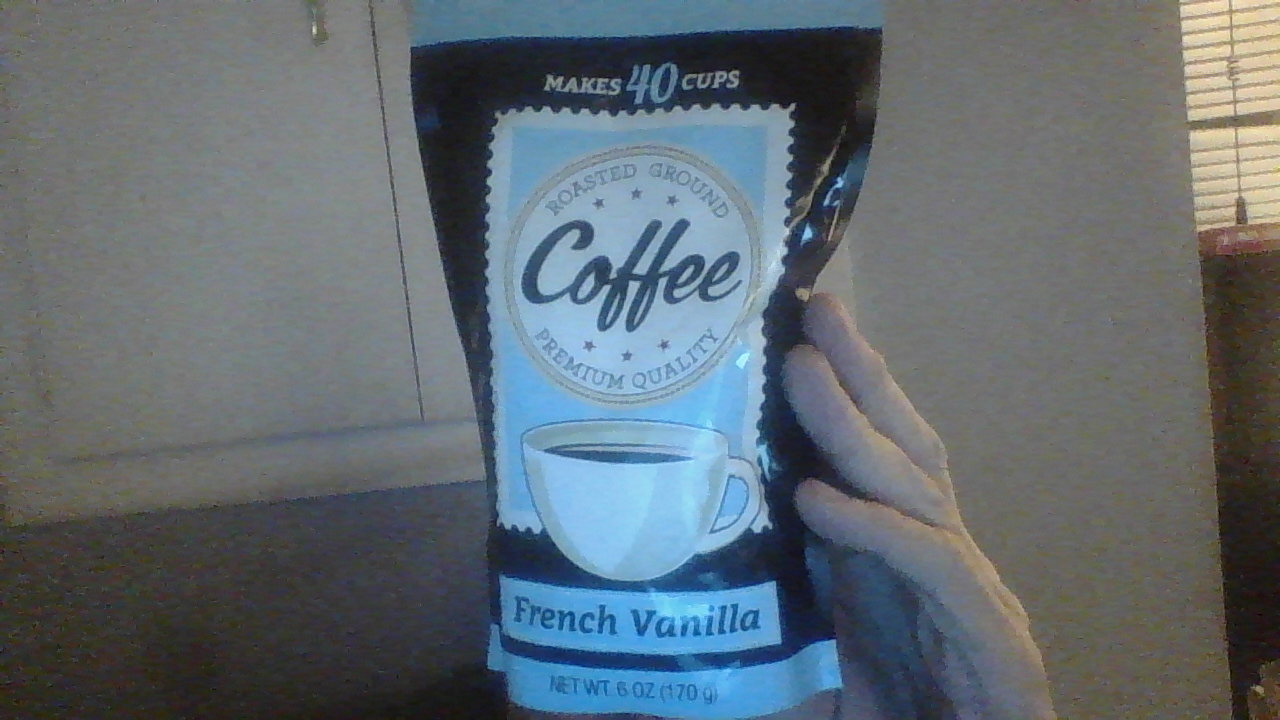 MAKES 40 CUPS
ROASTED GROUND
Coffee
PREMIUM QUALITY
French Vanilla
NET WT. 6 OZ (170 g)